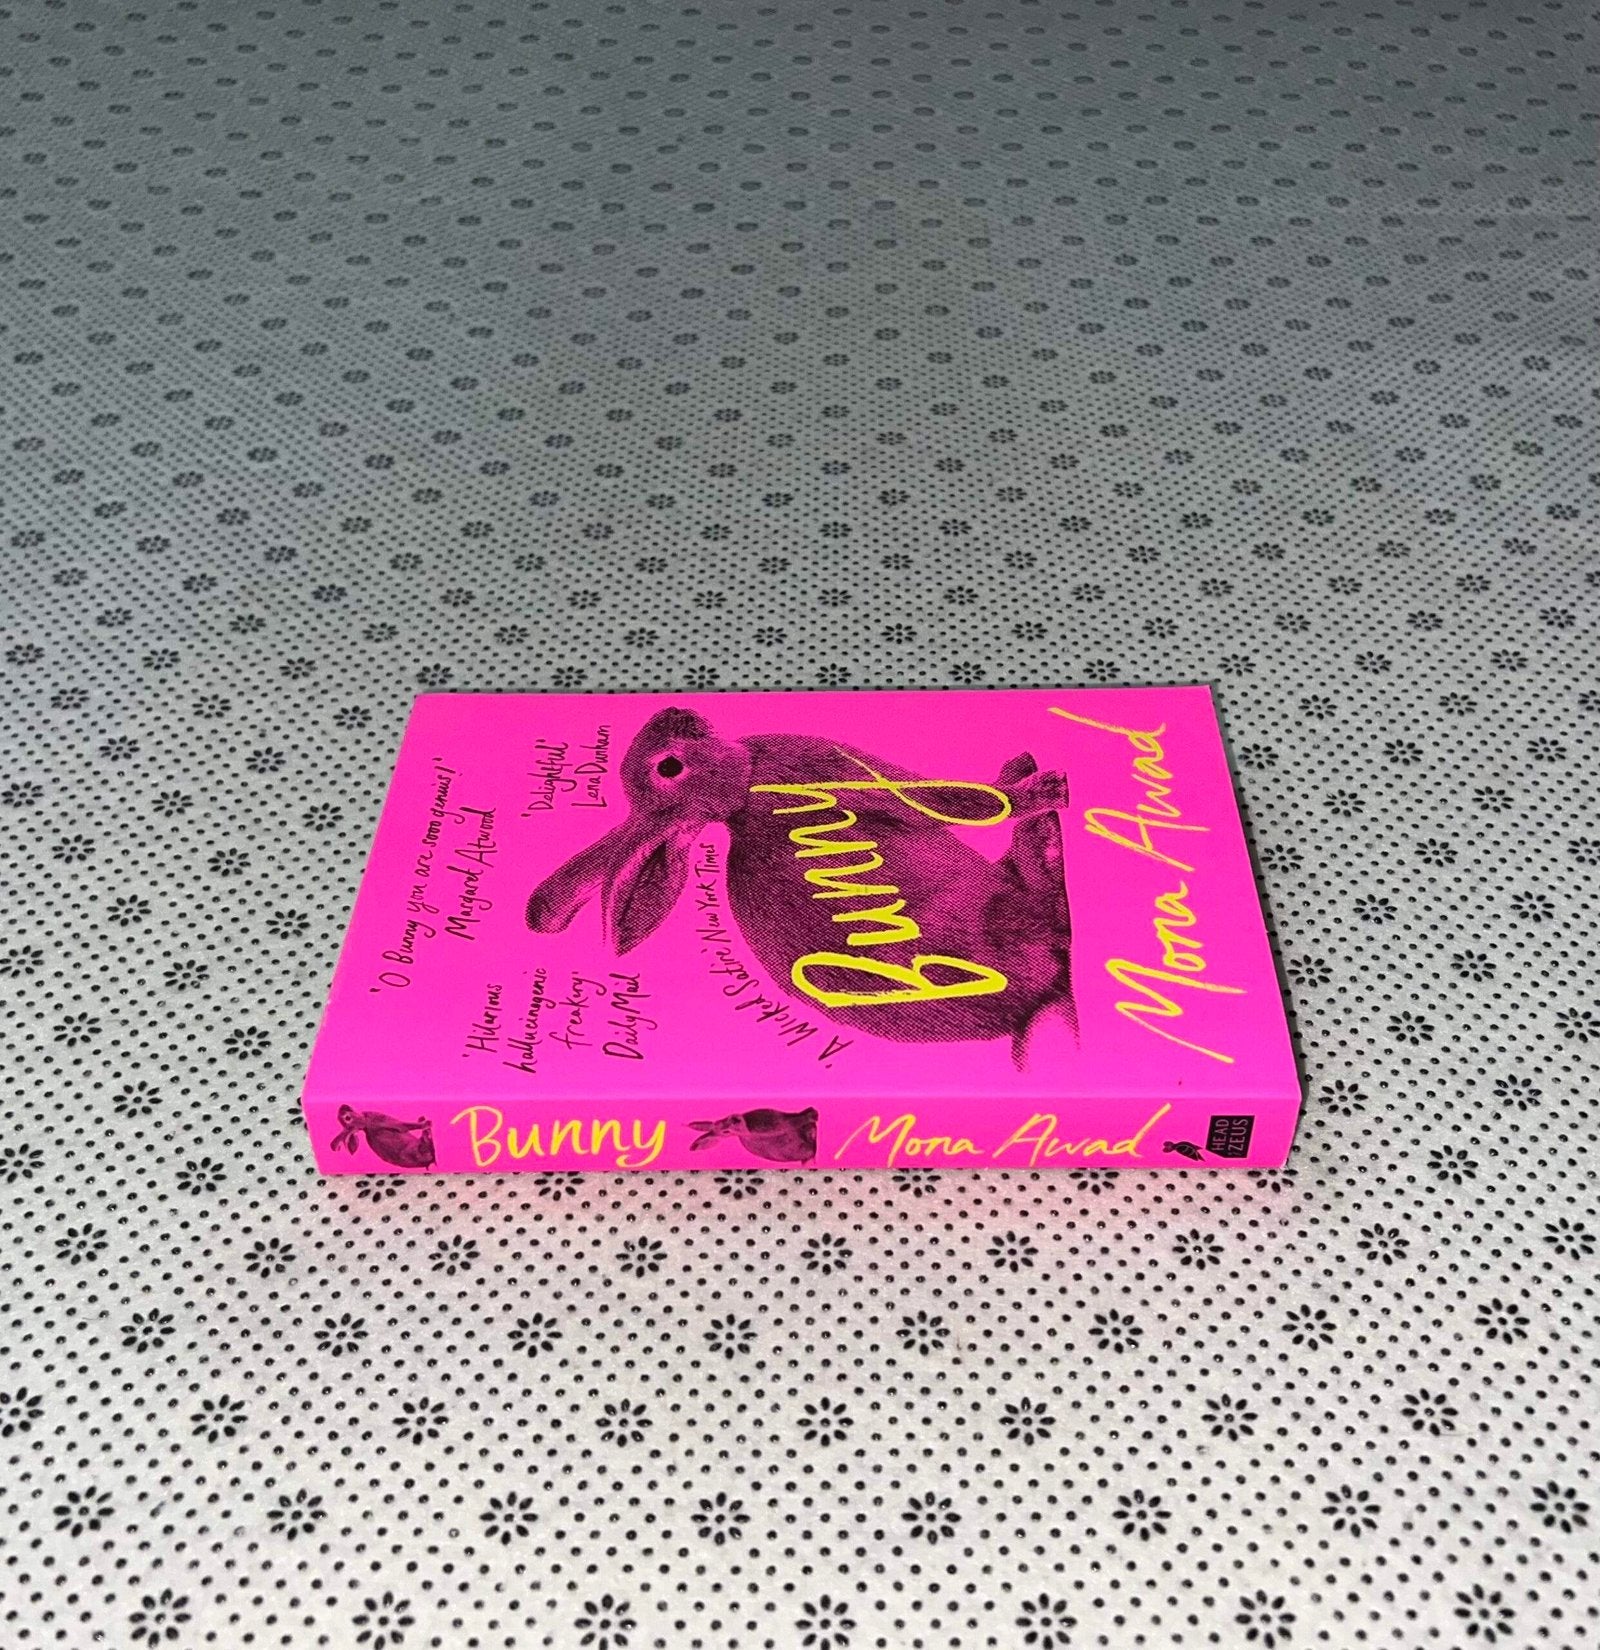 'O Bunny you are sooo genius!'
Margaret Atwood
'Hilarious
hallucinogenic
freakery'
Daily Mail
'Delightful'
Lena Dunham
'A Wicked Satire' New York Times
Bunny
Mona Awad
Bunny
Mona Awad
HEAD
ZEUS